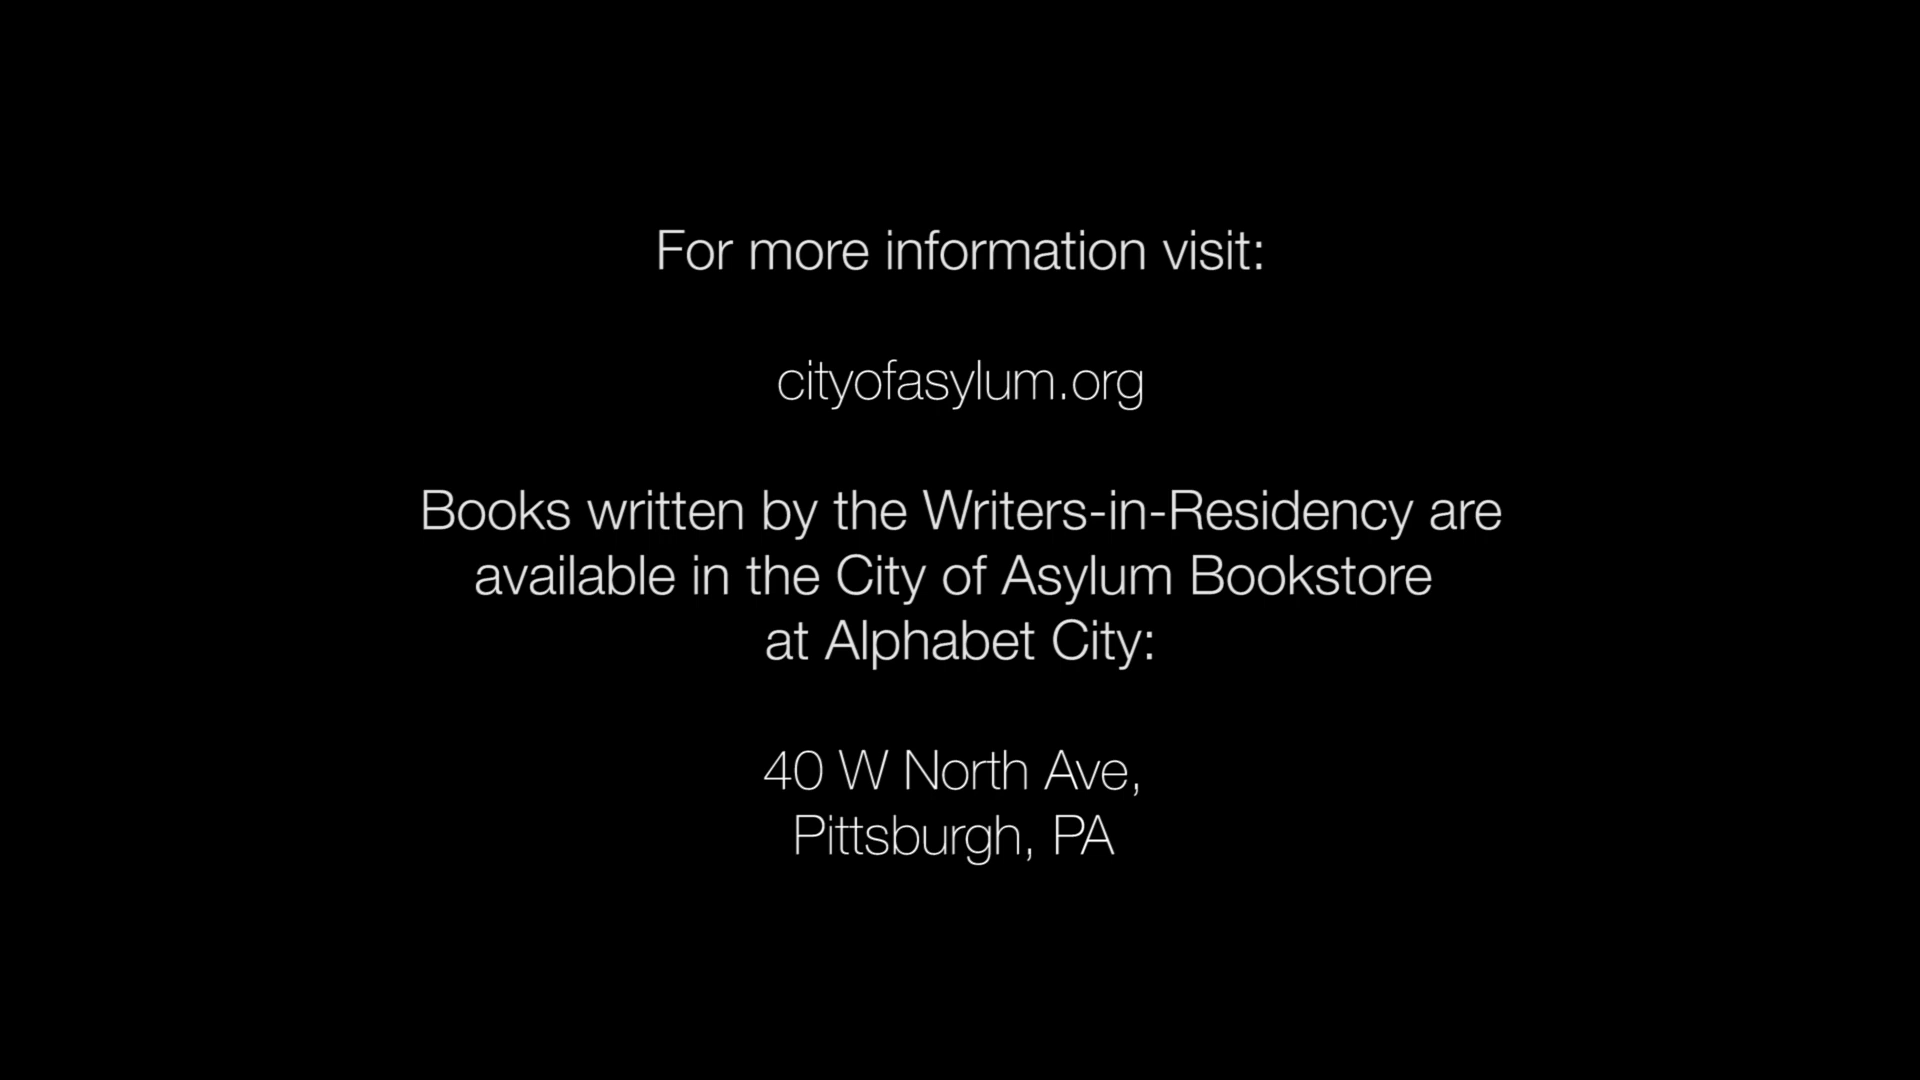 For more information visit:
cityofasylum.org
Books written by the Writers-in-Residency are
available in the City of Asylum Bookstore
at Alphabet City:
40 W North Ave,
Pittsburgh, PA